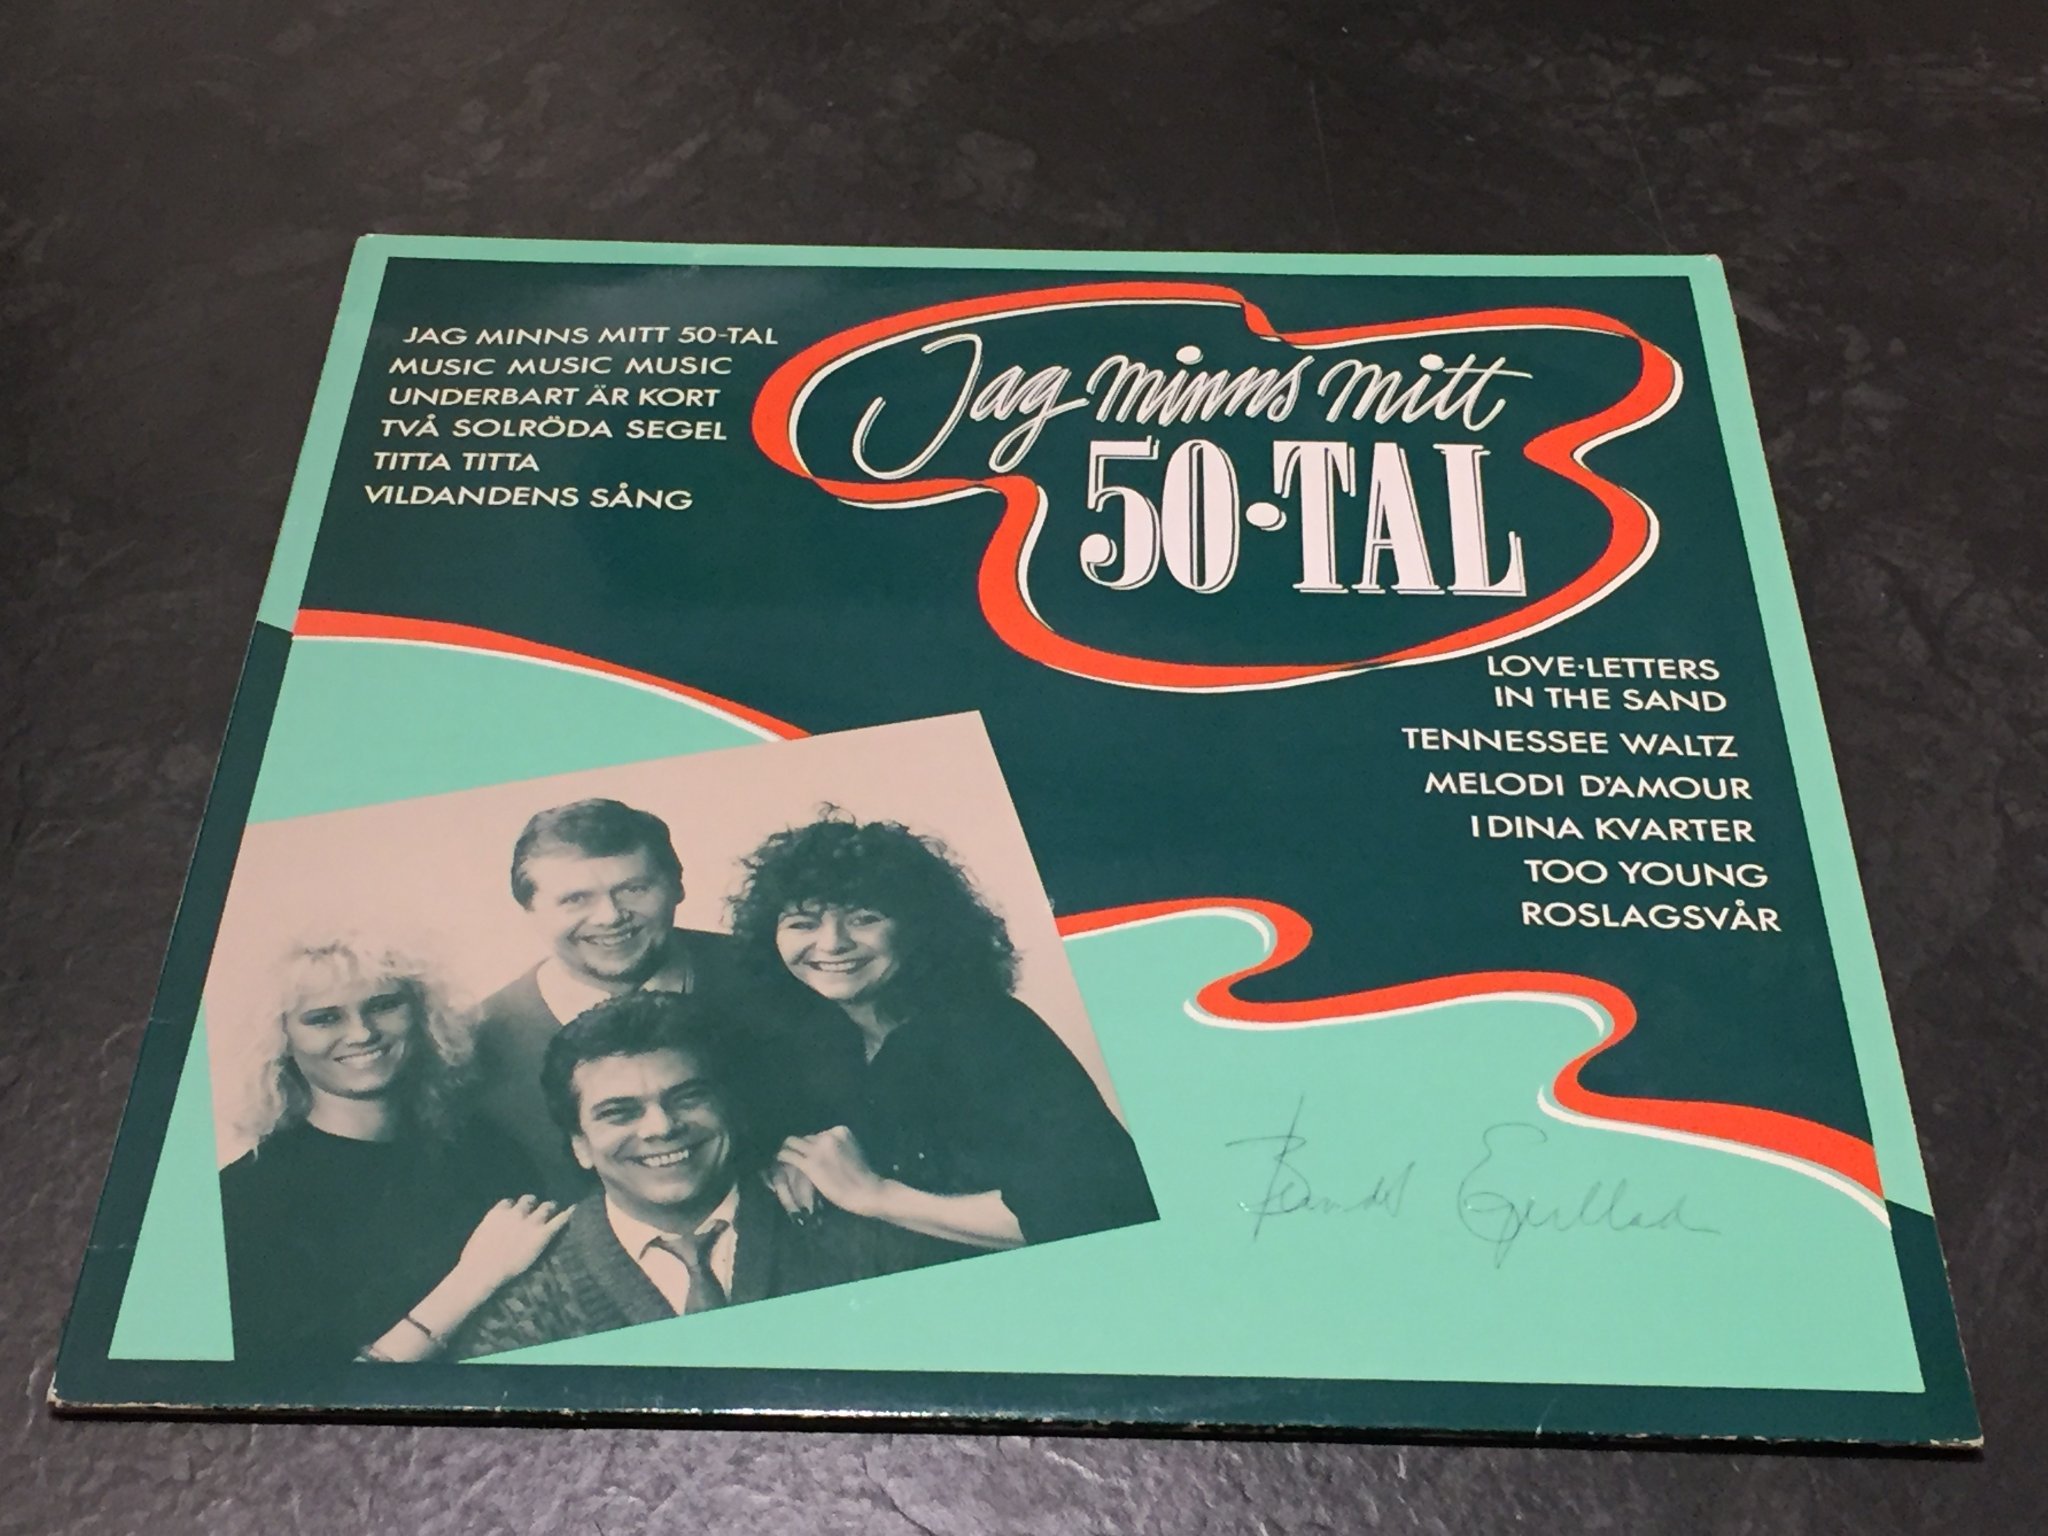 JAG MINNS MITT 50-TAL
MUSIC MUSIC MUSIC
UNDERBART ÄR KORT
TVÅ SOLRÖDA SEGEL
TITTA TITTA
VILDANDENS SÅNG
Jag minns mitt
50·TAL
LOVE·LETTERS
IN THE SAND
TENNESSEE WALTZ
MELODI D'AMOUR
I DINA KVARTER
TOO YOUNG
ROSLAGSVÅR